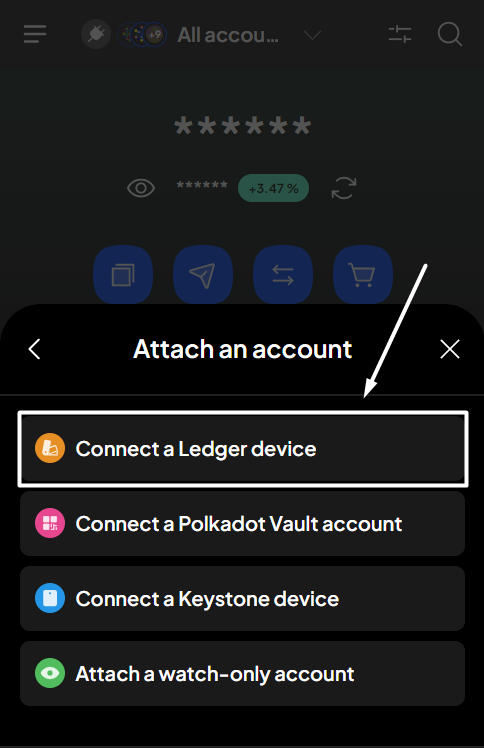 +9 All accou...
******
****** +3.47 %
Attach an account
Connect a Ledger device
Connect a Polkadot Vault account
Connect a Keystone device
Attach a watch-only account